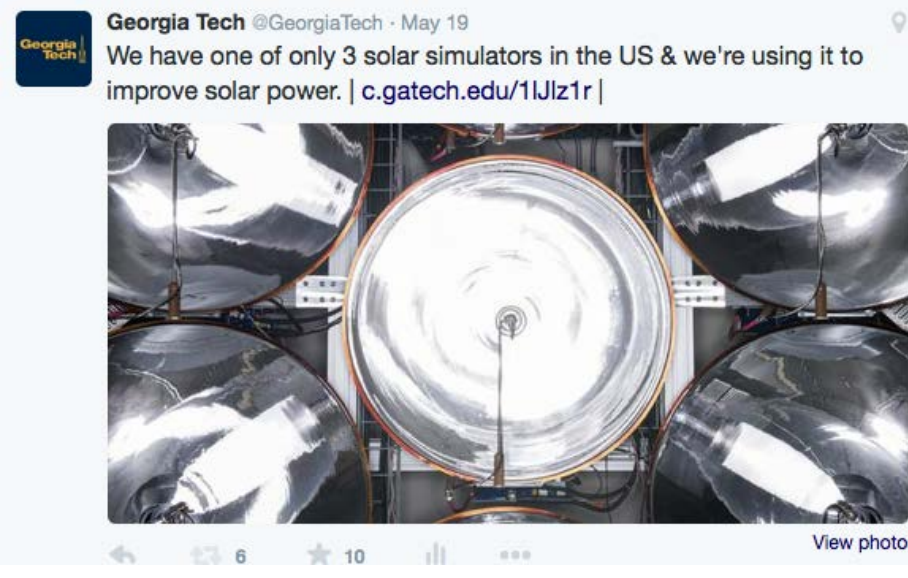 Georgia Tech
Georgia Tech @GeorgiaTech · May 19
We have one of only 3 solar simulators in the US & we're using it to
improve solar power. | c.gatech.edu/1lJlz1r |
6 10
View photo